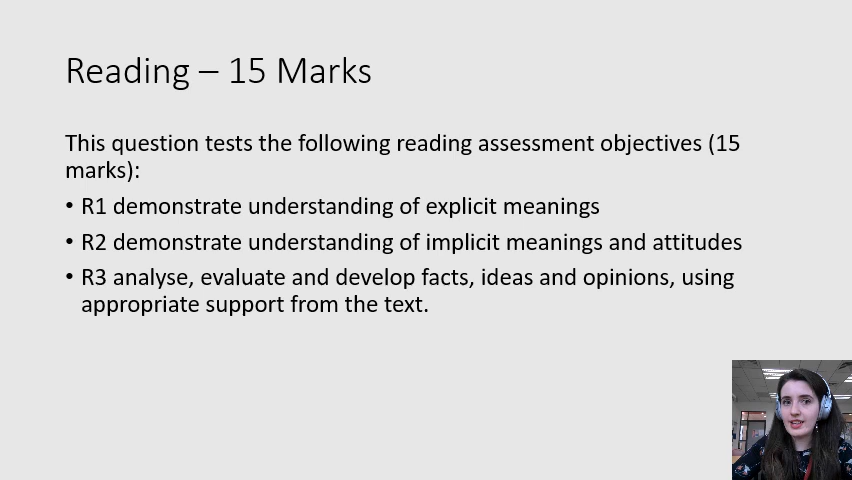 Reading – 15 Marks
This question tests the following reading assessment objectives (15
marks):
• R1 demonstrate understanding of explicit meanings
• R2 demonstrate understanding of implicit meanings and attitudes
• R3 analyse, evaluate and develop facts, ideas and opinions, using
appropriate support from the text.